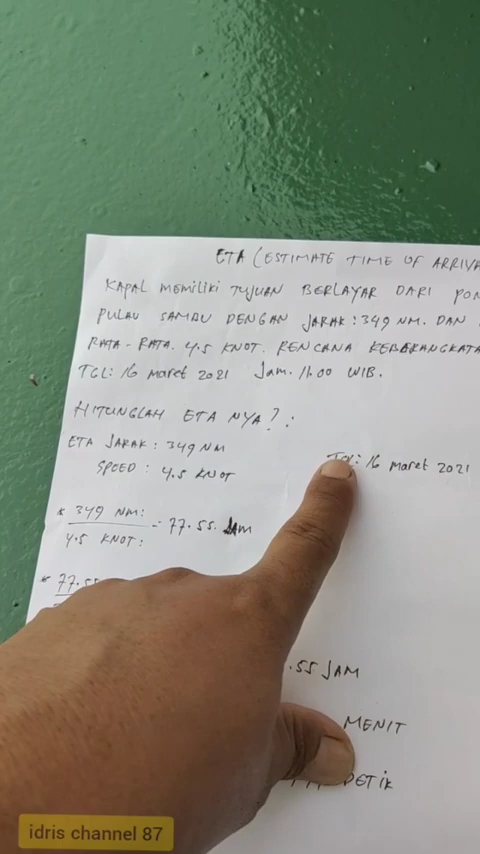 ETA (ESTIMATE TIME OF ARRIVA
KAPAL MEMILIKI TUJUAN BERLAYAR DARI PON
PULAU SAMBU DENGAN JARAK : 349 NM. DAN
RATA-RATA. 4.5 KNOT. RENCANA KEBERANGKATA
TGL: 16 Maret 2021 Jam. 11.00 WIB.
HITUNGLAH ETA NYA?:
ETA JARAK : 349 NM
SPEED : 4.5 KNOT
TGL: 16 Maret 2021
* 349 NM: = 77.55. JAM
4.5 KNOT:
* 77.55
.55 JAM
MENIT
DETIK
idris channel 87